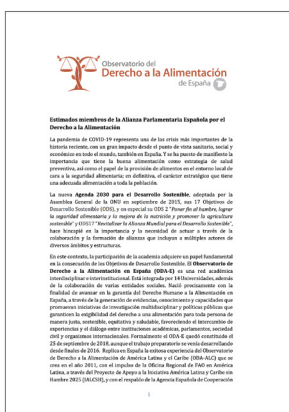 Observatorio del
Derecho a la Alimentación
de España
Estimados miembros de la Alianza Parlamentaria Española por el
Derecho a la Alimentación
La pandemia de COVID-19 representa una de las crisis más importantes de la
historia reciente, con un gran impacto desde el punto de vista sanitario, social y
económico en todo el mundo, también en España. Y se ha puesto de manifiesto la
importancia que tiene la buena alimentación como estrategia de salud
preventiva, así como el papel de la provisión de alimentos en el entorno local de
cara a la seguridad alimentaria; en definitiva, el carácter estratégico que tiene
una adecuada alimentación a toda la población.
La nueva Agenda 2030 para el Desarrollo Sostenible, adoptada por la
Asamblea General de la ONU en septiembre de 2015, sus 17 Objetivos de
Desarrollo Sostenible (ODS), y en especial su ODS 2 "Poner fin al hambre, lograr
la seguridad alimentaria y la mejora de la nutrición y promover la agricultura
sostenible" y ODS17 "Revitalizar la Alianza Mundial para el Desarrollo Sostenible",
hace hincapié en la importancia y la necesidad de actuar a través de la
colaboración y la formación de alianzas que incluyan a múltiples actores de
diversos ámbitos y estructuras.
En este contexto, la participación de la academia adquiere un papel fundamental
en la consecución de los Objetivos de Desarrollo Sostenible. El Observatorio de
Derecho a la Alimentación en España (ODA-E) es una red académica
interdisciplinar e interinstitucional. Está integrada por 14 Universidades, además
de la colaboración de varias entidades sociales. Nació precisamente con la
finalidad de avanzar en la garantía del Derecho Humano a la Alimentación en
España, a través de la generación de evidencias, conocimiento y capacidades que
promuevan iniciativas de investigación multidisciplinar y políticas públicas que
garanticen la exigibilidad del derecho a una alimentación para toda persona de
manera justa, sostenible, equitativa y saludable, favoreciendo el intercambio de
experiencias y el diálogo entre instituciones académicas, parlamentos, sociedad
civil y organismos internacionales. Formalmente el ODA-E quedó constituido el
25 de septiembre de 2018, aunque el trabajo preparatorio se venía desarrollando
desde finales de 2016. Replica en España la exitosa experiencia del Observatorio
de Derecho a la Alimentación de América Latina y el Caribe (ODA-ALC) que se
crea en el año 2011, con el impulso de la Oficina Regional de FAO en América
Latina, a través del Proyecto de Apoyo a la Iniciativa América Latina y Caribe sin
Hambre 2025 (IALCSH), y con el respaldo de la Agencia Española de Cooperación
1